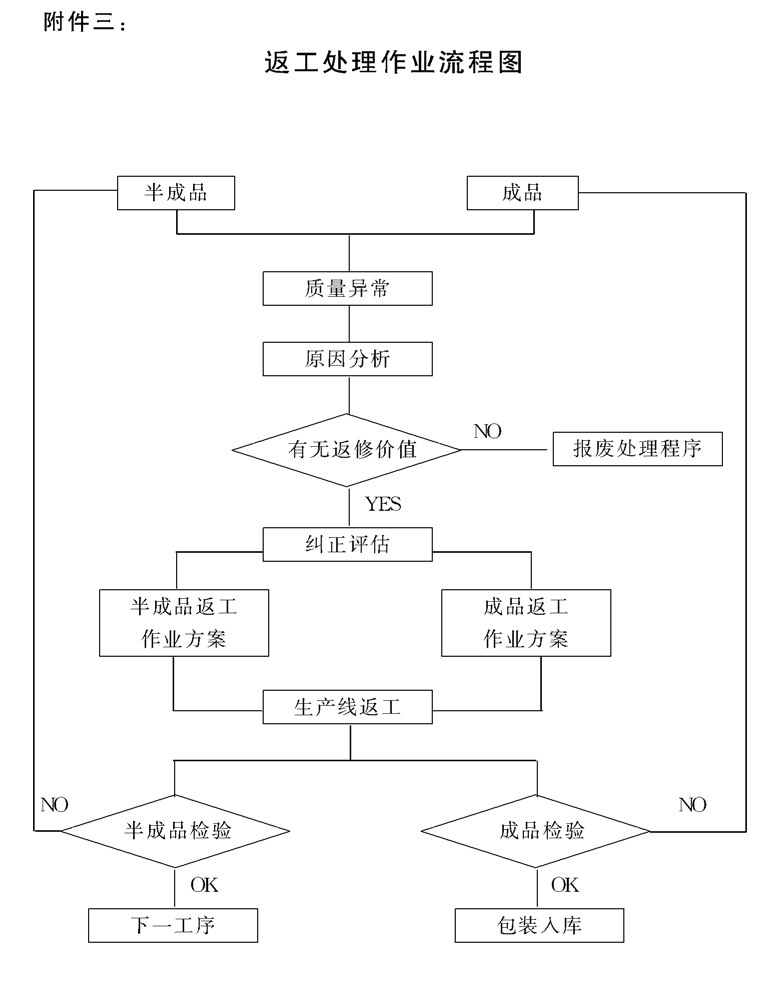 附件三：
返工处理作业流程图
半成品
成品
质量异常
原因分析
有无返修价值
NO
报废处理程序
YES
纠正评估
半成品返工
作业方案
成品返工
作业方案
生产线返工
NO
半成品检验
成品检验
NO
OK
OK
下一工序
包装入库